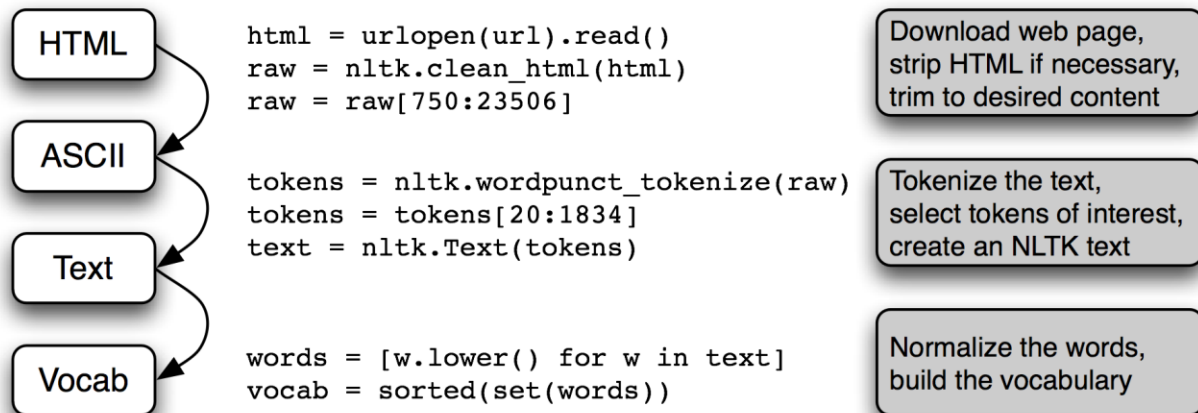 HTML
html = urlopen(url).read()
raw = nltk.clean_html(html)
raw = raw[750:23506]
Download web page,
strip HTML if necessary,
trim to desired content
ASCII
tokens = nltk.wordpunct_tokenize(raw)
tokens = tokens[20:1834]
text = nltk.Text(tokens)
Tokenize the text,
select tokens of interest,
create an NLTK text
Text
Vocab
words = [w.lower() for w in text]
vocab = sorted(set(words))
Normalize the words,
build the vocabulary